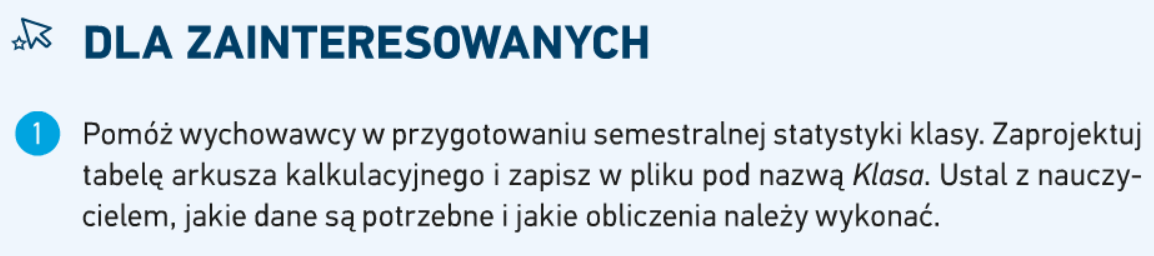 DLA ZAINTERESOWANYCH
1 Pomóż wychowawcy w przygotowaniu semestralnej statystyki klasy. Zaprojektuj
tabelę arkusza kalkulacyjnego i zapisz w pliku pod nazwą Klasa. Ustal z nauczy-
cielem, jakie dane są potrzebne i jakie obliczenia należy wykonać.